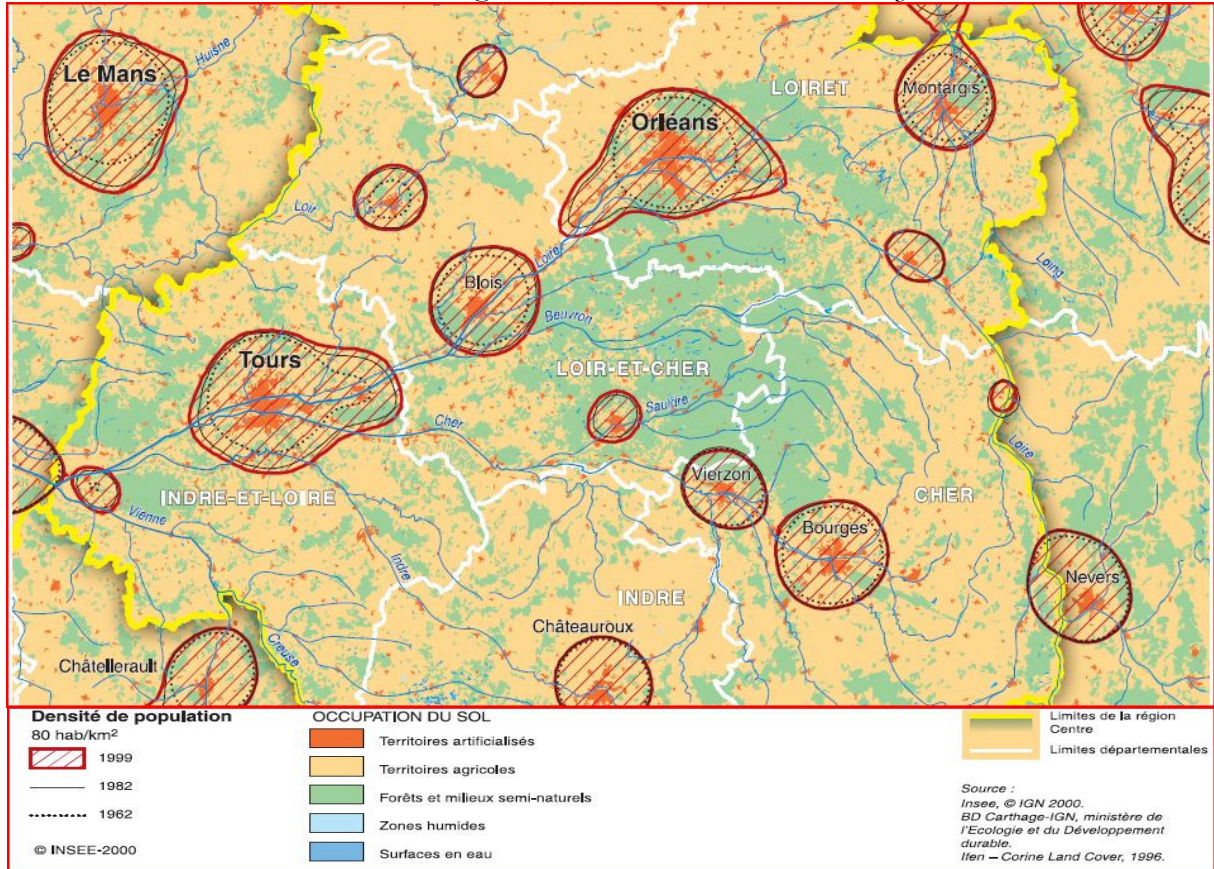 Huisne
Le Mans
LOIRET
Montargis
Orléans
Loir
Loire
Loing
Blois
Beuvron
Tours
LOIR-ET-CHER
Sauldre
Cher
Loire
Vierzon
INDRE-ET-LOIRE
CHER
Vienne
Bourges
Indre
Nevers
INDRE
Châteauroux
Creuse
Châtellerault
Densité de population
80 hab/km²
1999
1982
1962
© INSEE-2000
OCCUPATION DU SOL
Territoires artificialisés
Territoires agricoles
Forêts et milieux semi-naturels
Zones humides
Surfaces en eau
Limites de la région
Centre
Limites départementales
Source :
Insee, © IGN 2000.
BD Carthage-IGN, ministère de
l'Ecologie et du Développement
durable.
Ifen – Corine Land Cover, 1996.